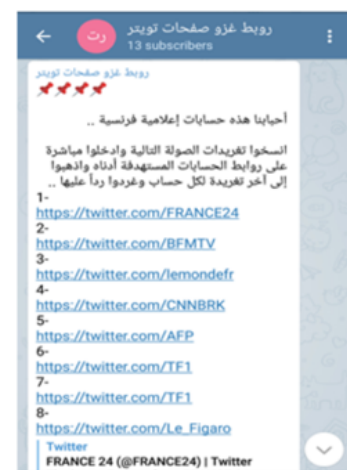 روبط غزو صفحات تويتر
رت
13 subscribers
روبط غزو صفحات تويتر
أحبابنا هذه حسابات إعلامية فرنسية ..
انسخوا تغريدات الصولة التالية وادخلوا مباشرة
على روابط الحسابات المستهدفة أدناه واذهبوا
إلى آخر تغريدة لكل حساب وغردوا رداً عليها ..
1-
https://twitter.com/FRANCE24
2-
https://twitter.com/BFMTV
3-
https://twitter.com/lemondefr
4-
https://twitter.com/CNNBRK
5-
https://twitter.com/AFP
6-
https://twitter.com/TF1
7-
https://twitter.com/TF1
8-
https://twitter.com/Le_Figaro
Twitter
FRANCE 24 (@FRANCE24) | Twitter